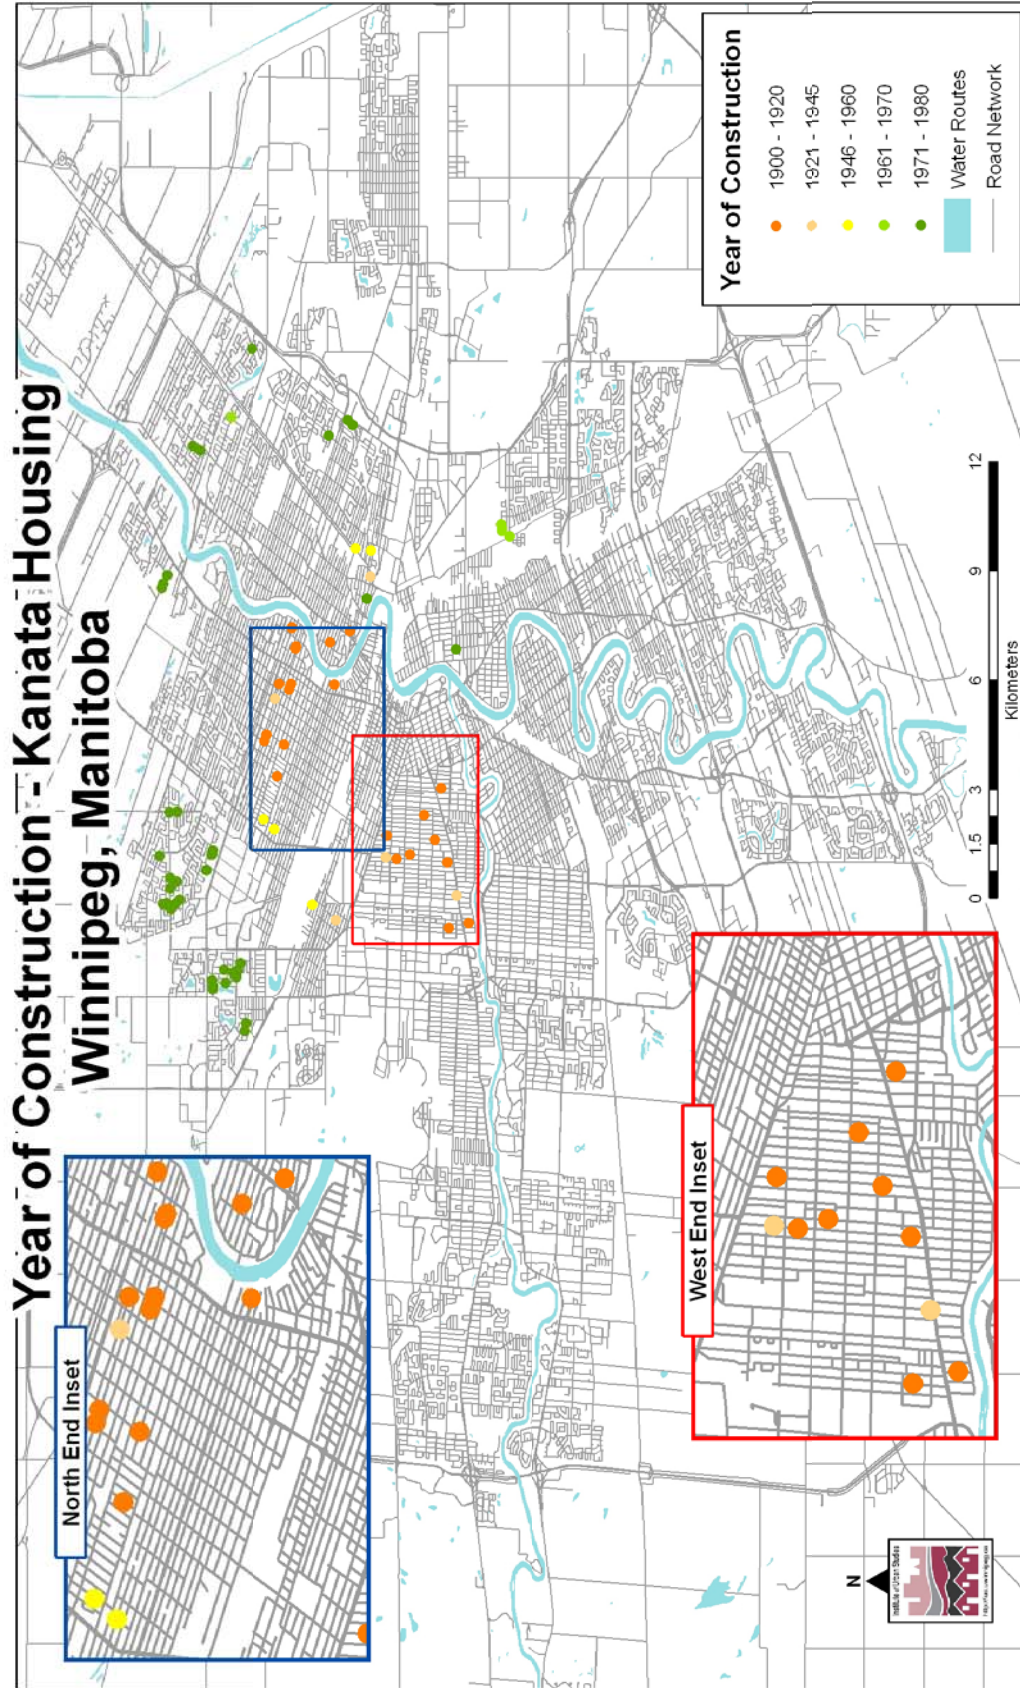 Year of Construction - Kanata Housing
Winnipeg, Manitoba
North End Inset
West End Inset
N
Institute of Urban Studies
0 1.5 3 6 9 12
Kilometers
Year of Construction
1900 - 1920
1921 - 1945
1946 - 1960
1961 - 1970
1971 - 1980
Water Routes
Road Network